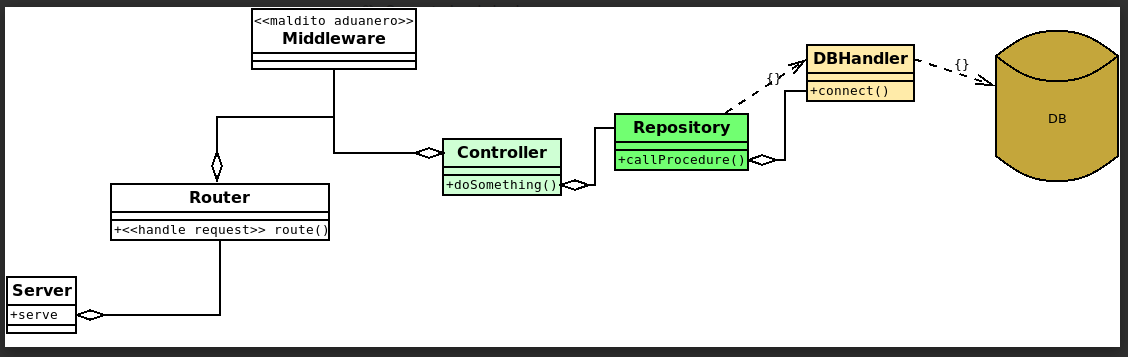 <<maldito aduanero>>
Middleware
{}
DBHandler
+connect()
{}
DB
Repository
+callProcedure()
Controller
+doSomething()
Router
+<<handle request>> route()
Server
+serve